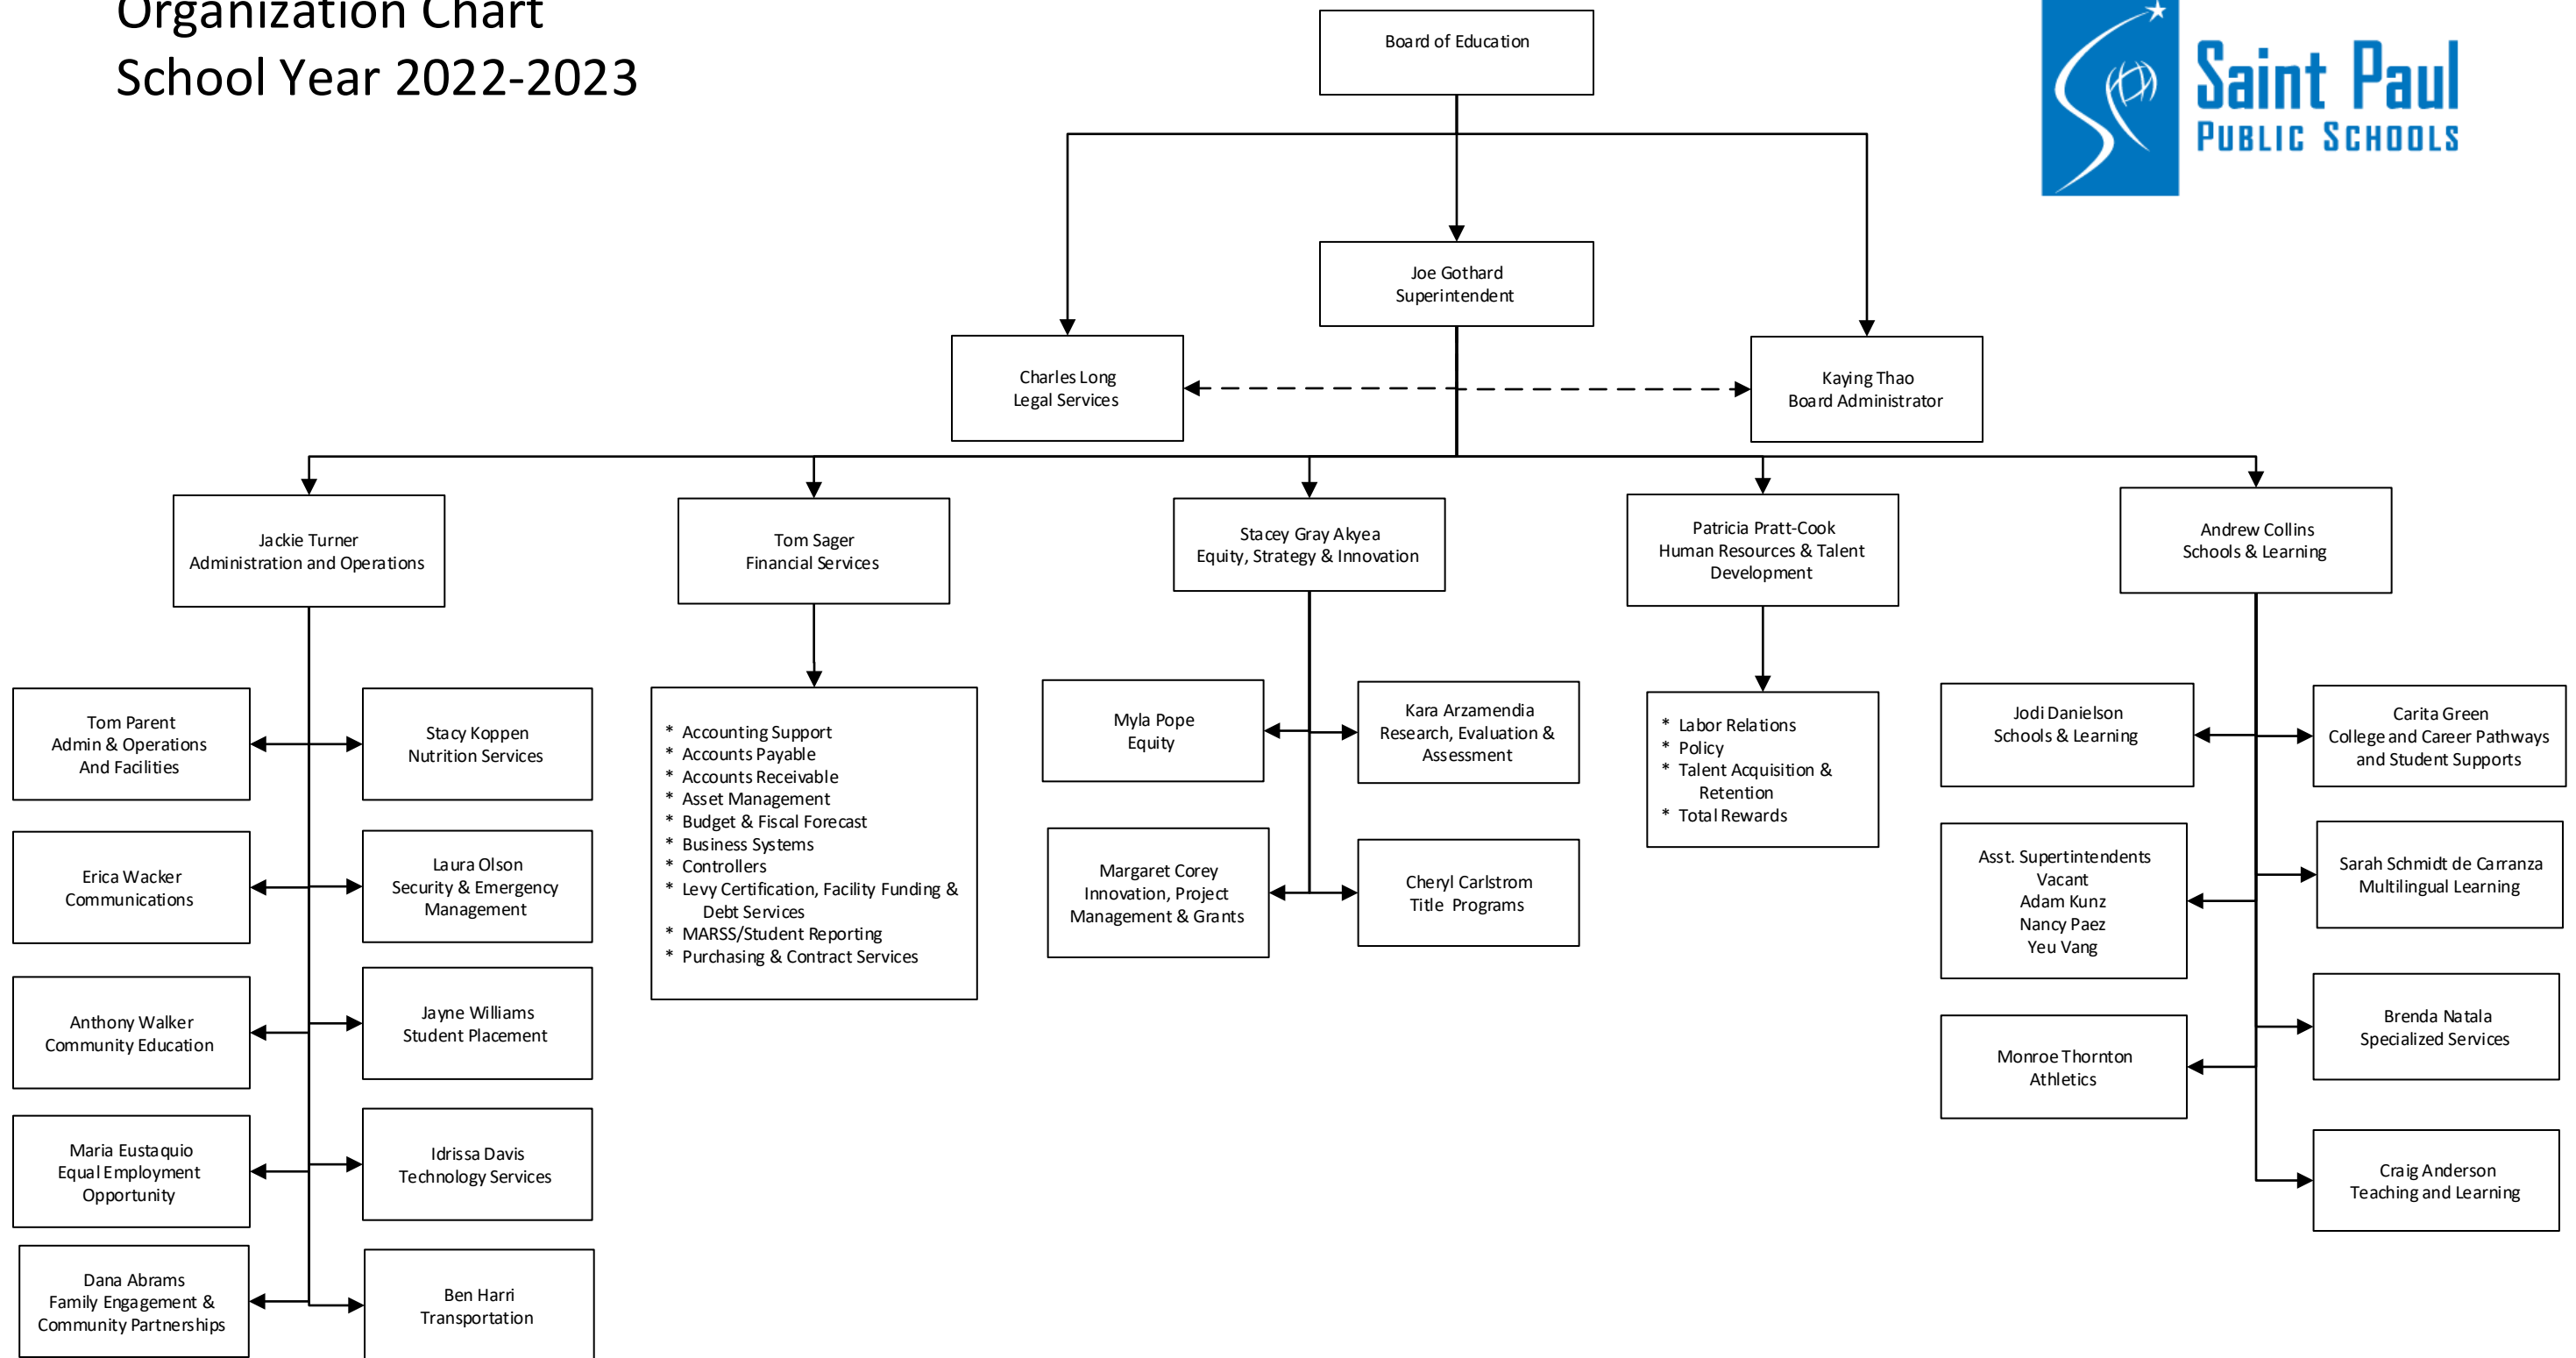 Organization Chart
School Year 2022-2023
Saint Paul
PUBLIC SCHOOLS
Board of Education
Joe Gothard
Superintendent
Charles Long
Legal Services
Kaying Thao
Board Administrator
Jackie Turner
Administration and Operations
Tom Sager
Financial Services
Stacey Gray Akyea
Equity, Strategy & Innovation
Patricia Pratt-Cook
Human Resources & Talent
Development
Andrew Collins
Schools & Learning
Tom Parent
Admin & Operations
And Facilities
Stacy Koppen
Nutrition Services
Erica Wacker
Communications
Laura Olson
Security & Emergency
Management
Anthony Walker
Community Education
Jayne Williams
Student Placement
Maria Eustaquio
Equal Employment
Opportunity
Idrissa Davis
Technology Services
Dana Abrams
Family Engagement &
Community Partnerships
Ben Harri
Transportation
* Accounting Support
* Accounts Payable
* Accounts Receivable
* Asset Management
* Budget & Fiscal Forecast
* Business Systems
* Controllers
* Levy Certification, Facility Funding &
Debt Services
* MARSS/Student Reporting
* Purchasing & Contract Services
Myla Pope
Equity
Kara Arzamendia
Research, Evaluation &
Assessment
Margaret Corey
Innovation, Project
Management & Grants
Cheryl Carlstrom
Title Programs
* Labor Relations
* Policy
* Talent Acquisition &
Retention
* Total Rewards
Jodi Danielson
Schools & Learning
Carita Green
College and Career Pathways
and Student Supports
Asst. Supertintendents
Vacant
Adam Kunz
Nancy Paez
Yeu Vang
Sarah Schmidt de Carranza
Multilingual Learning
Monroe Thornton
Athletics
Brenda Natala
Specialized Services
Craig Anderson
Teaching and Learning